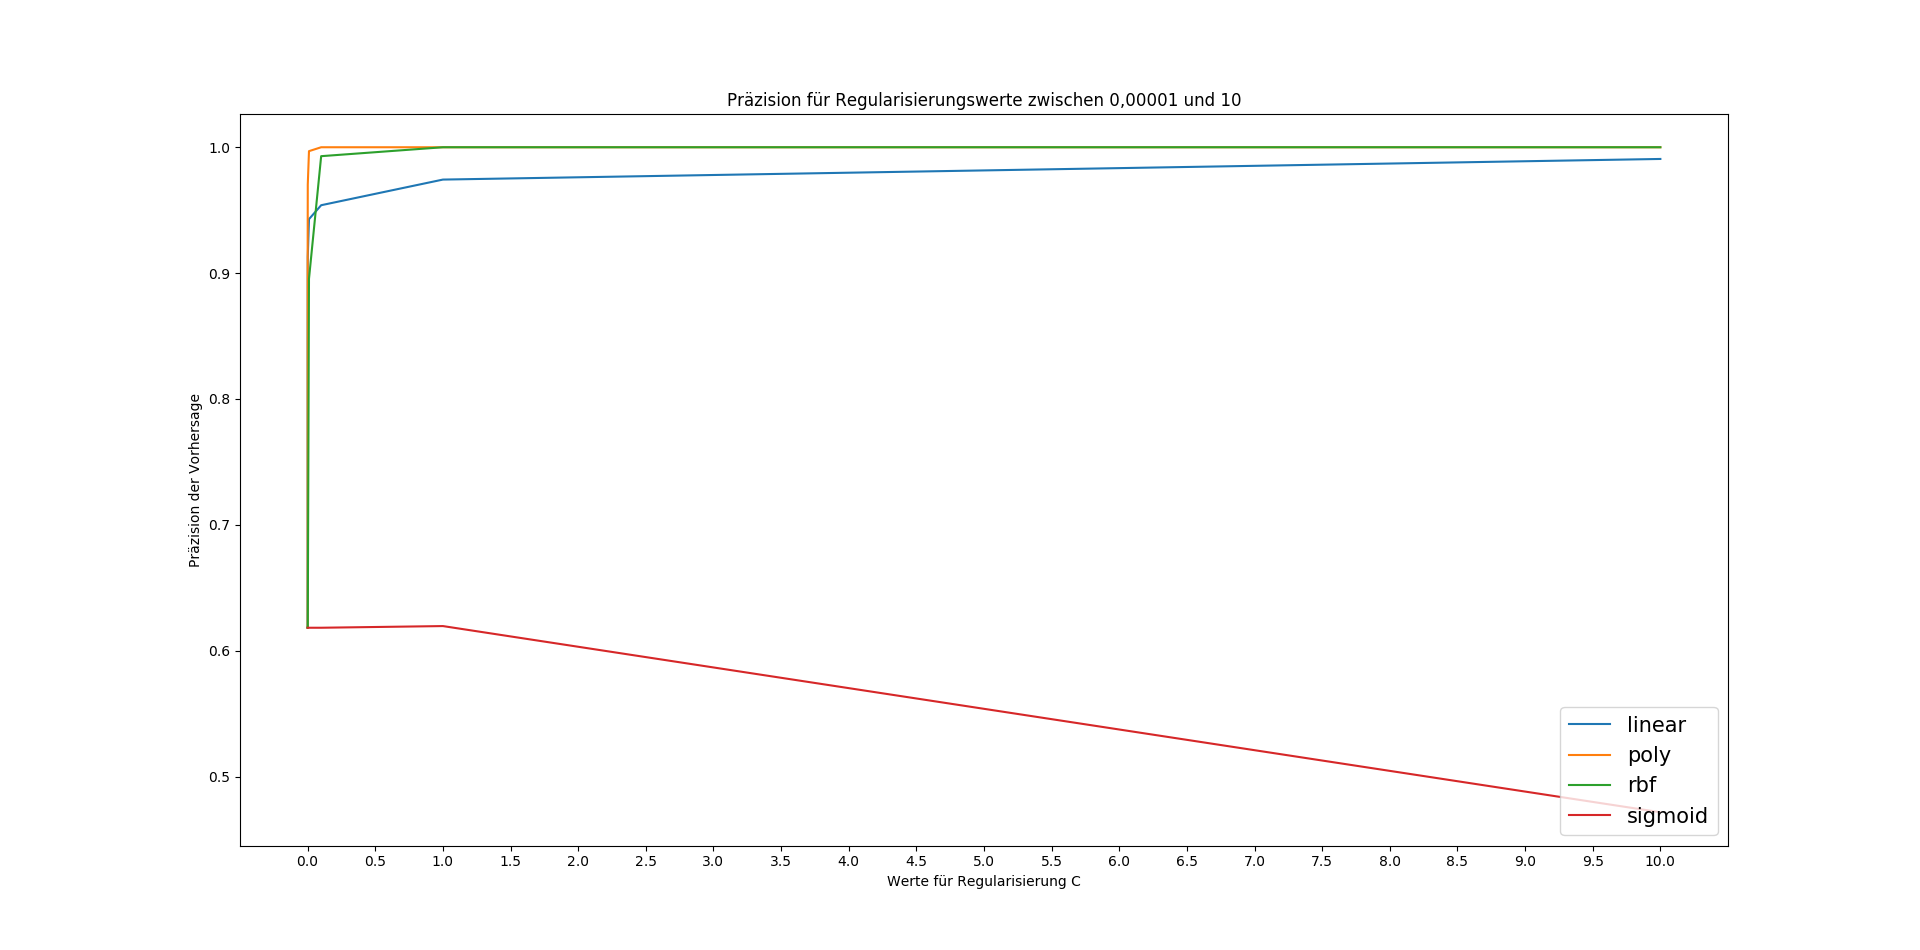 Präzision für Regularisierungswerte zwischen 0,00001 und 10
1.0
0.9
0.8
0.7
0.6
0.5
Präzision der Vorhersage
0.0 0.5 1.0 1.5 2.0 2.5 3.0 3.5 4.0 4.5 5.0 5.5 6.0 6.5 7.0 7.5 8.0 8.5 9.0 9.5 10.0
Werte für Regularisierung C
linear
poly
rbf
sigmoid